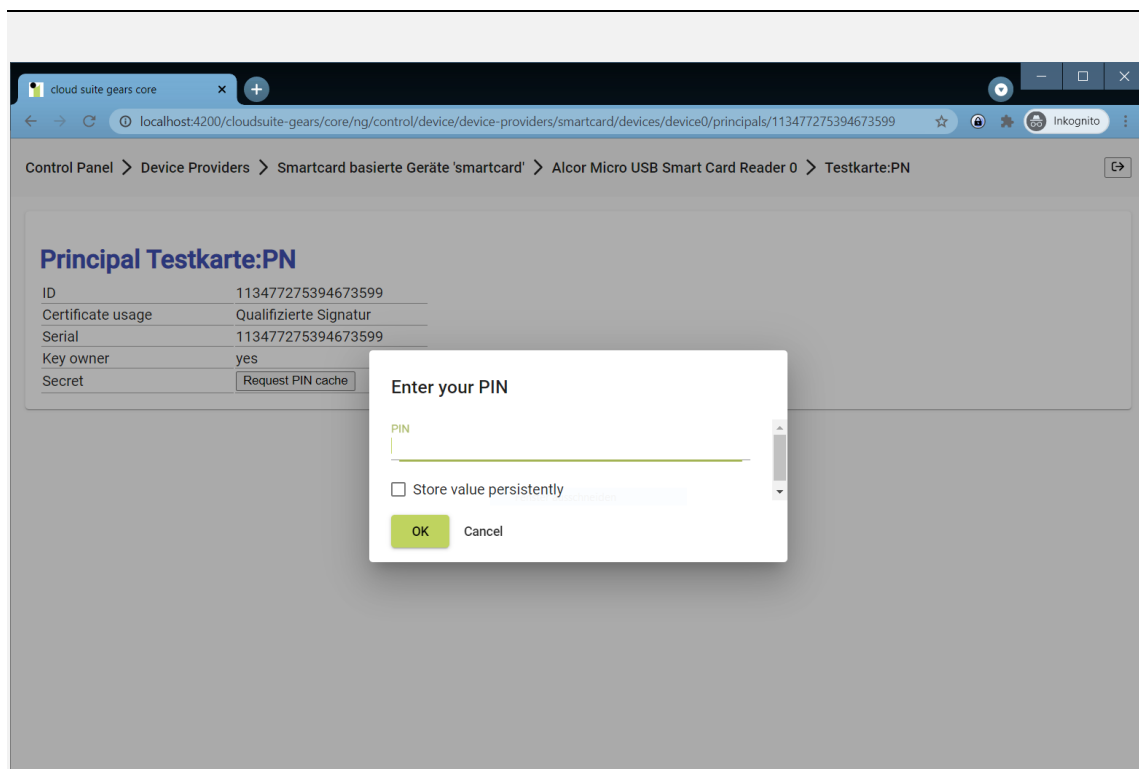 cloud suite gears core
localhost:4200/cloudsuite-gears/core/ng/control/device/device-providers/smartcard/devices/device0/principals/113477275394673599
Inkognito
Control Panel > Device Providers > Smartcard basierte Geräte 'smartcard' > Alcor Micro USB Smart Card Reader 0 > Testkarte:PN
Principal Testkarte:PN
ID 113477275394673599
Certificate usage Qualifizierte Signatur
Serial 113477275394673599
Key owner yes
Secret Request PIN cache
Enter your PIN
PIN
Store value persistently
OK Cancel